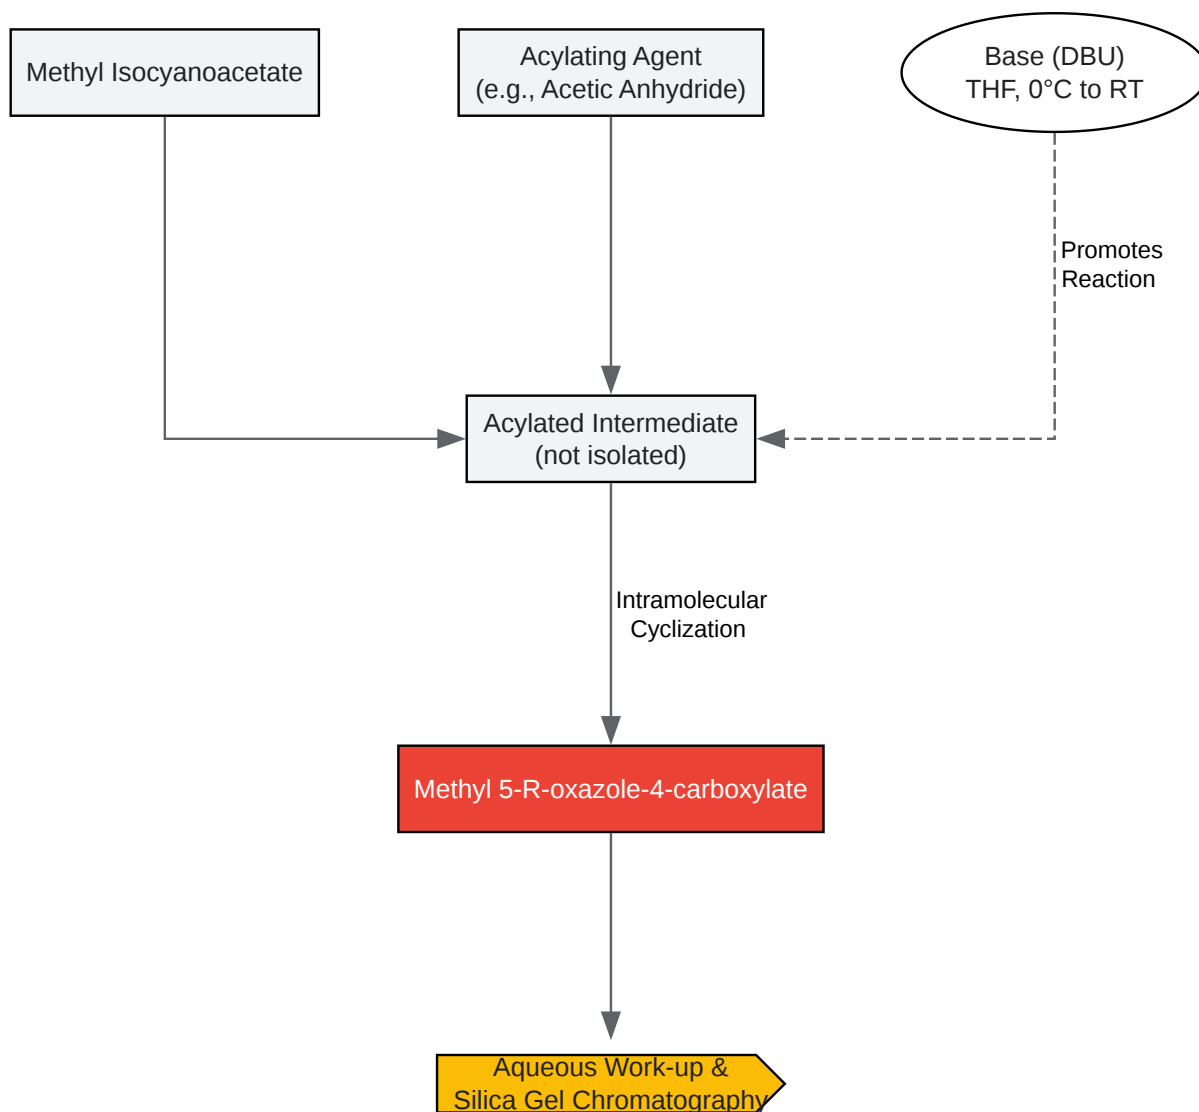 Methyl Isocyanoacetate
Acylating Agent
(e.g., Acetic Anhydride)
Base (DBU)
THF, 0°C to RT
Promotes
Reaction
Acylated Intermediate
(not isolated)
Intramolecular
Cyclization
Methyl 5-R-oxazole-4-carboxylate
Aqueous Work-up &
Silica Gel Chromatography